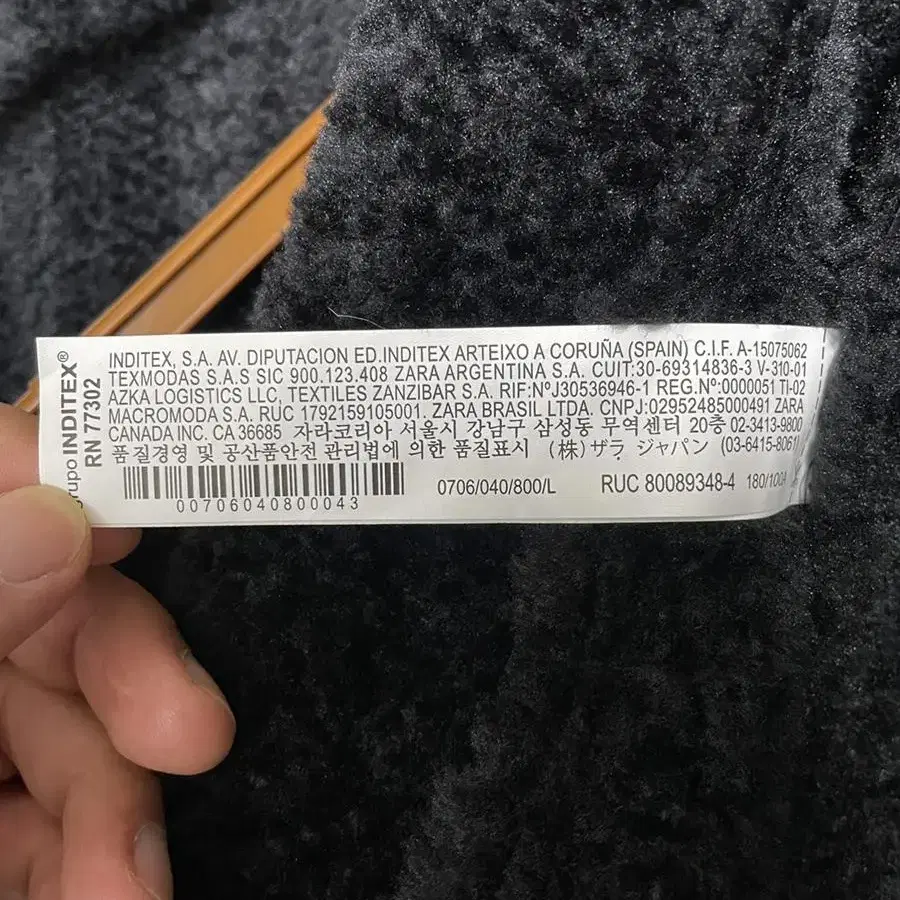 grupo INDITEX®
RN 77302
INDITEX, S.A. AV. DIPUTACION ED.INDITEX ARTEIXO A CORUÑA (SPAIN) C.I.F. A-15075062
TEXMODAS S.A.S SIC 900.123.408 ZARA ARGENTINA S.A. CUIT:30-69314836-3 V-310-01
AZKA LOGISTICS LLC, TEXTILES ZANZIBAR S.A. RIF:NºJ30536946-1 REG.Nº:0000051 TI-02
MACROMODA S.A. RUC 1792159105001. ZARA BRASIL LTDA. CNPJ:02952485000491 ZARA
CANADA INC. CA 36685 자라코리아 서울시 강남구 삼성동 무역센터 20층 02-3413-9800
품질경영 및 공산품안전 관리법에 의한 품질표시 (株)ザラ ジャパン (03-6415-8061)
00706040800043
0706/040/800/L
RUC 80089348-4